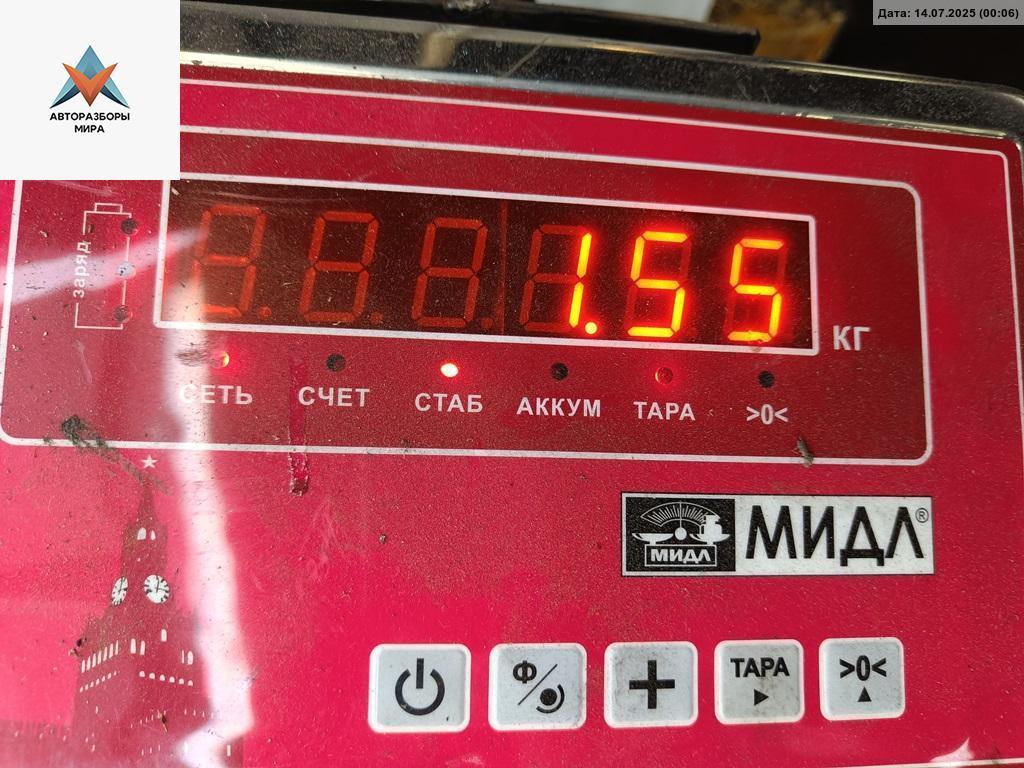 Дата: 14.07.2025 (00:06)
АВТОРАЗБОРЫ
МИРА
заряд
1.55
КГ
СЕТЬ СЧЕТ СТАБ АККУМ ТАРА >0<
МИДЛ МИДЛ®
Ф ТАРА >0<